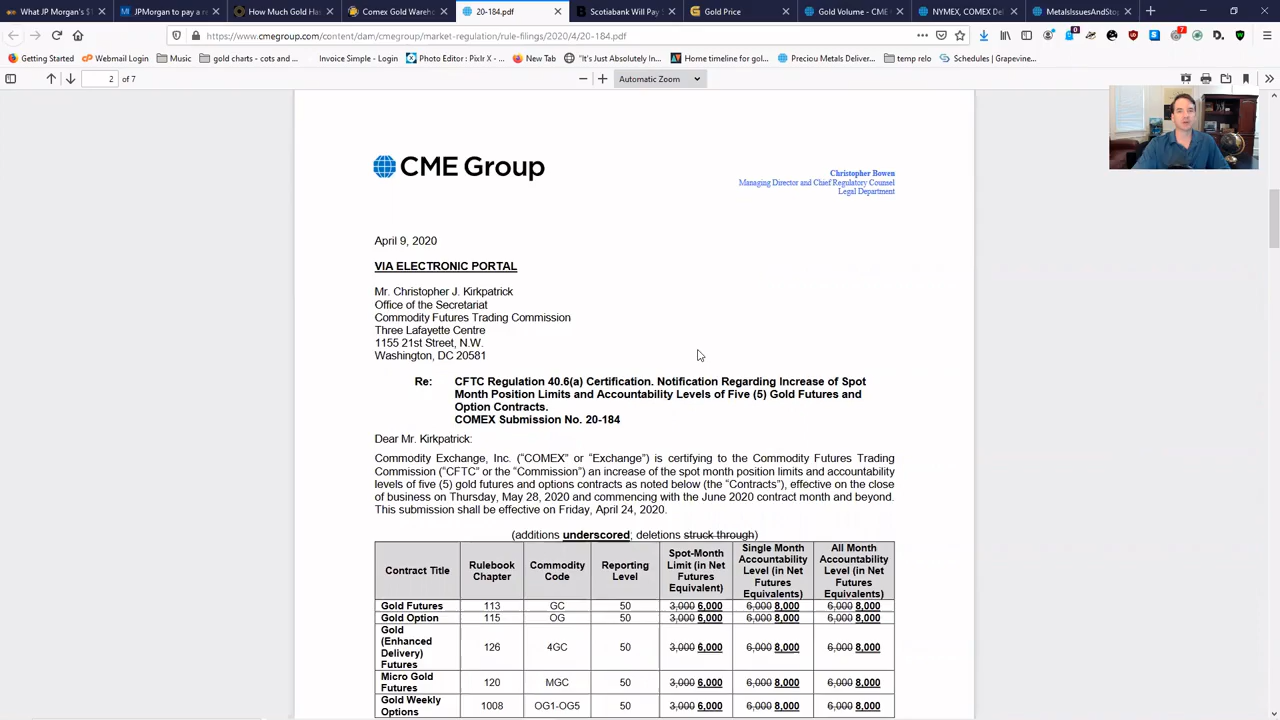 What JP Morgan's $1
JPMorgan to pay a re
How Much Gold Has
Comex Gold Wareho
20-184.pdf
Scotiabank Will Pay
Gold Price
Gold Volume - CME
NYMEX, COMEX De
MetalsIssuesAndStop
https://www.cmegroup.com/content/dam/cmegroup/market-regulation/rule-filings/2020/4/20-184.pdf
Getting Started
Webmail Login
Music
gold charts - cots and ...
Invoice Simple - Login
Photo Editor : Pixlr X - ...
New Tab
"It's Just Absolutely In...
Home timeline for gol...
Preciou Metals Deliver...
temp relo
Schedules | Grapevine...
2 of 7
Automatic Zoom
CME Group
Christopher Bowen
Managing Director and Chief Regulatory Counsel
Legal Department
April 9, 2020
VIA ELECTRONIC PORTAL
Mr. Christopher J. Kirkpatrick
Office of the Secretariat
Commodity Futures Trading Commission
Three Lafayette Centre
1155 21st Street, N.W.
Washington, DC 20581
Re: CFTC Regulation 40.6(a) Certification. Notification Regarding Increase of Spot
Month Position Limits and Accountability Levels of Five (5) Gold Futures and
Option Contracts.
COMEX Submission No. 20-184
Dear Mr. Kirkpatrick:
Commodity Exchange, Inc. ("COMEX" or "Exchange") is certifying to the Commodity Futures Trading
Commission ("CFTC" or the "Commission") an increase of the spot month position limits and accountability
levels of five (5) gold futures and options contracts as noted below (the "Contracts"), effective on the close
of business on Thursday, May 28, 2020 and commencing with the June 2020 contract month and beyond.
This submission shall be effective on Friday, April 24, 2020.
(additions underscored; deletions struck through)
Contract Title
Rulebook
Chapter
Commodity
Code
Reporting
Level
Spot-Month
Limit (in Net
Futures
Equivalent)
Single Month
Accountability
Level (in Net
Futures
Equivalents)
All Month
Accountability
Level (in Net
Futures
Equivalents)
Gold Futures 113 GC 50 3,000 6,000 6,000 8,000 6,000 8,000
Gold Option 115 OG 50 3,000 6,000 6,000 8,000 6,000 8,000
Gold
(Enhanced
Delivery)
Futures
126 4GC 50 3,000 6,000 6,000 8,000 6,000 8,000
Micro Gold
Futures
120 MGC 50 3,000 6,000 6,000 8,000 6,000 8,000
Gold Weekly
Options
1008 OG1-OG5 50 3,000 6,000 6,000 8,000 6,000 8,000